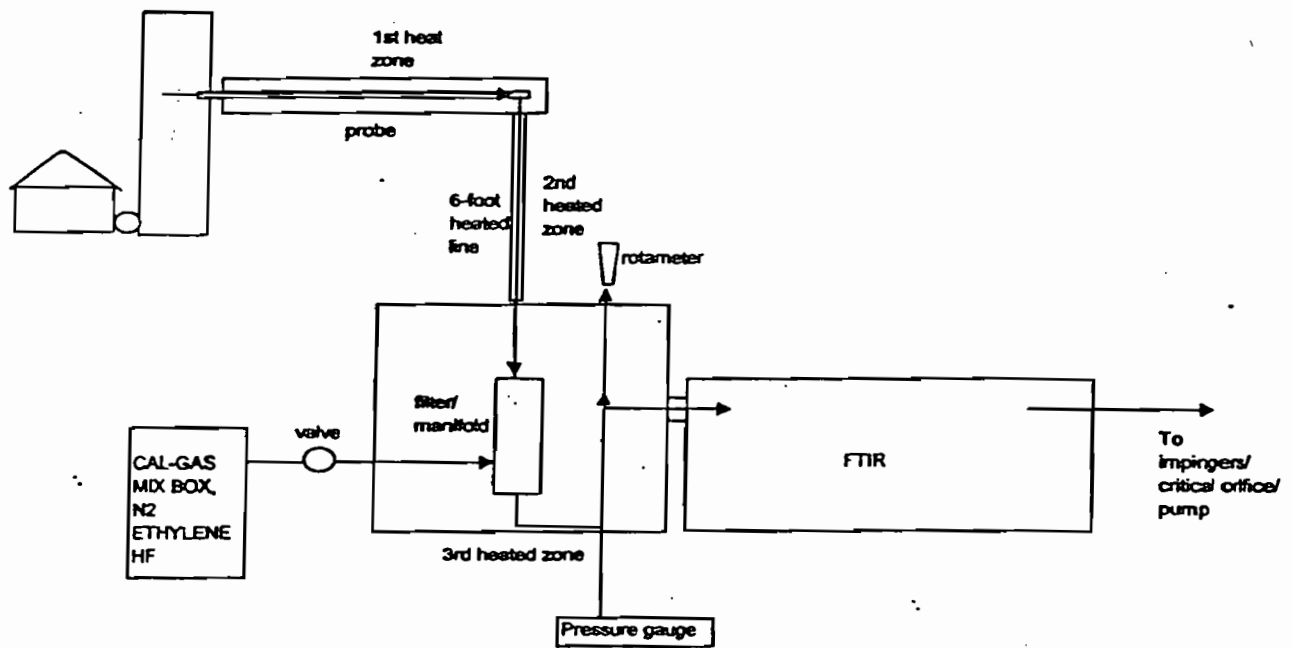 1st heat
zone
probe
6-foot
heated
line
2nd
heated
zone
rotameter
filter/
manifold
valve
CAL-GAS
MIX BOX,
N2
ETHYLENE
HF
FTIR
To
impingers/
critical orifice/
pump
3rd heated zone
Pressure gauge